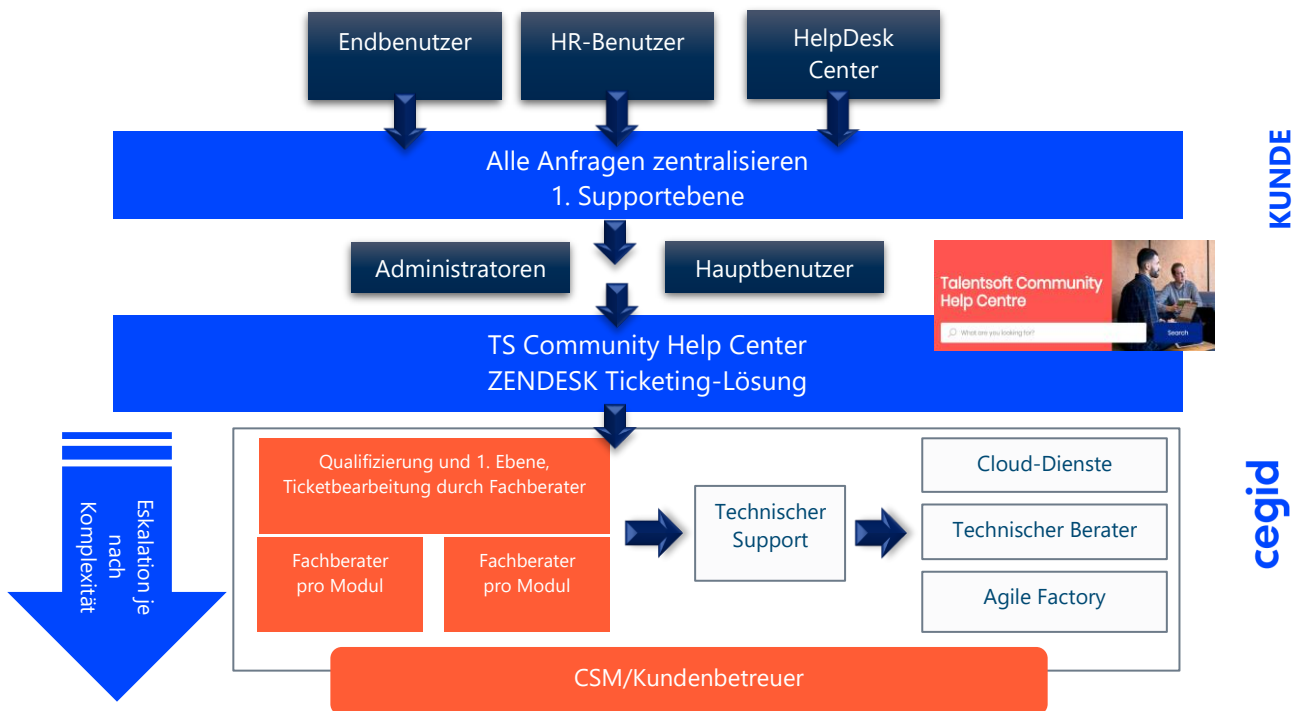 Endbenutzer
HR-Benutzer
HelpDesk
Center
Alle Anfragen zentralisieren
1. Supportebene
KUNDE
Administratoren
Hauptbenutzer
Talentsoft Community
Help Centre
What are you looking for?
Search
TS Community Help Center
ZENDESK Ticketing-Lösung
Eskalation je
nach
Komplexität
Qualifizierung und 1. Ebene,
Ticketbearbeitung durch Fachberater
Fachberater
pro Modul
Fachberater
pro Modul
Technischer
Support
Cloud-Dienste
Technischer Berater
Agile Factory
cegid
CSM/Kundenbetreuer